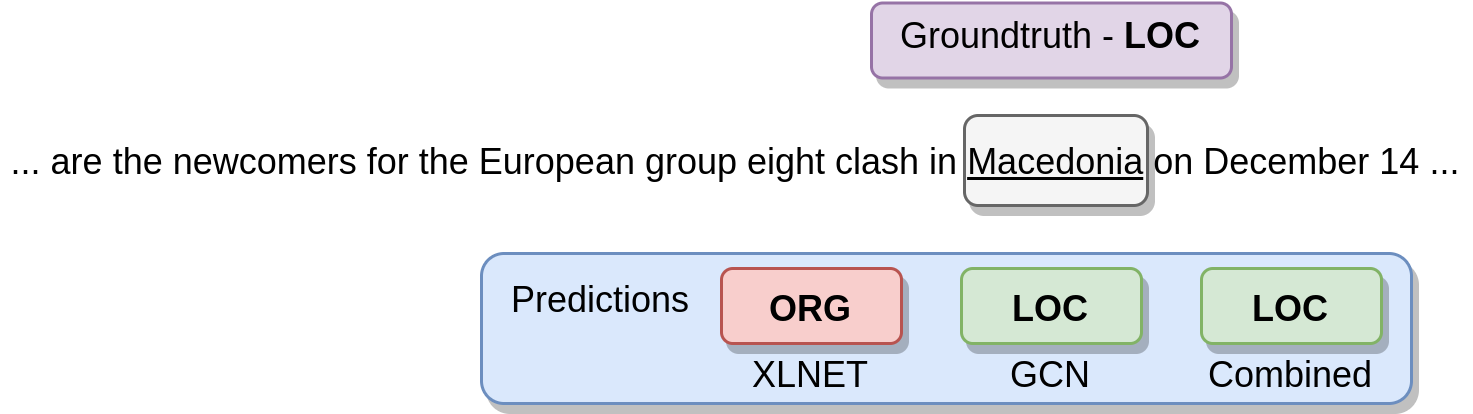 Groundtruth - LOC
... are the newcomers for the European group eight clash in Macedonia on December 14 ...
Predictions ORG LOC LOC
XLNET GCN Combined